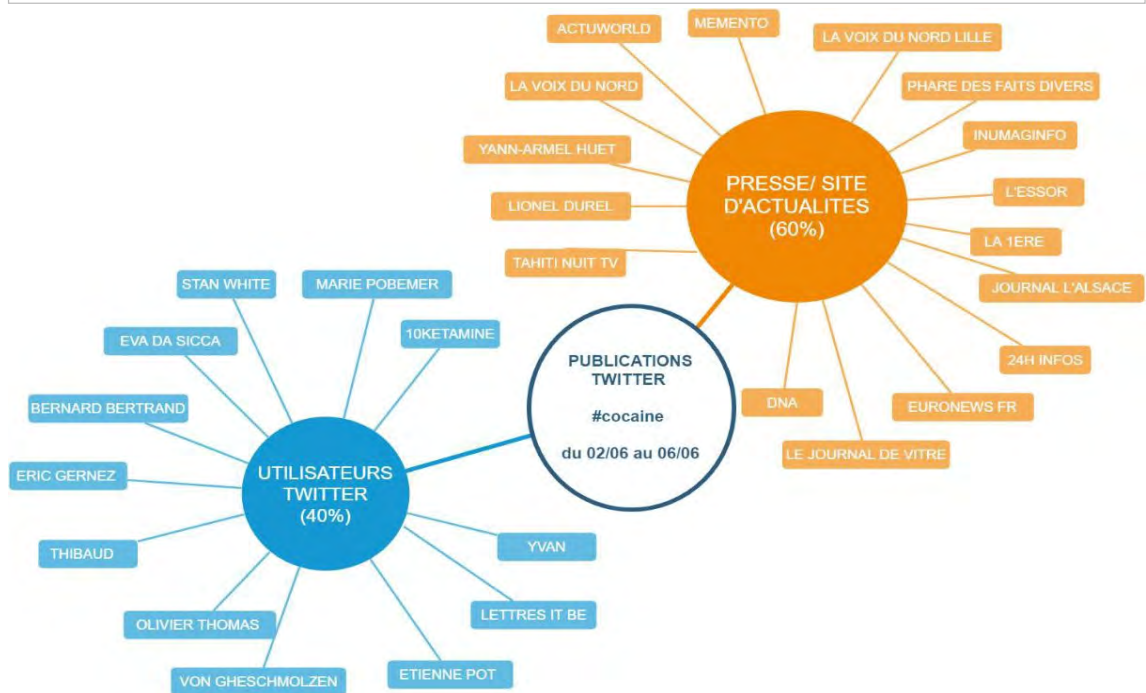 ACTUWORLD
MEMENTO
LA VOIX DU NORD LILLE
LA VOIX DU NORD
PHARE DES FAITS DIVERS
INUMAGINFO
YANN-ARMEL HUET
PRESSE/ SITE
D'ACTUALITES
(60%)
L'ESSOR
LIONEL DUREL
LA 1ERE
TAHITI NUIT TV
JOURNAL L'ALSACE
24H INFOS
EURONEWS FR
DNA
LE JOURNAL DE VITRE
PUBLICATIONS
TWITTER
#cocaine
du 02/06 au 06/06
STAN WHITE
MARIE POBEMER
EVA DA SICCA
10KETAMINE
BERNARD BERTRAND
ERIC GERNEZ
UTILISATEURS
TWITTER
(40%)
THIBAUD
YVAN
OLIVIER THOMAS
LETTRES IT BE
VON GHESCHMOLZEN
ETIENNE POT